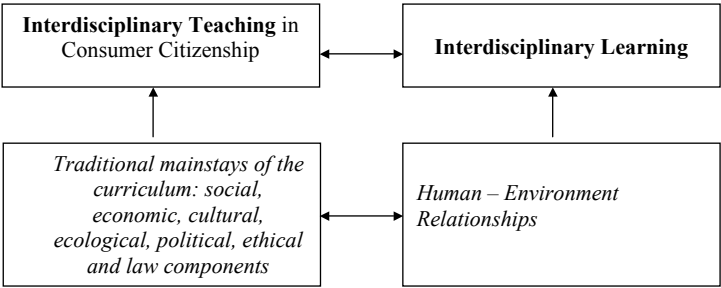 Interdisciplinary Teaching in
Consumer Citizenship
Interdisciplinary Learning
Traditional mainstays of the
curriculum: social,
economic, cultural,
ecological, political, ethical
and law components
Human – Environment
Relationships